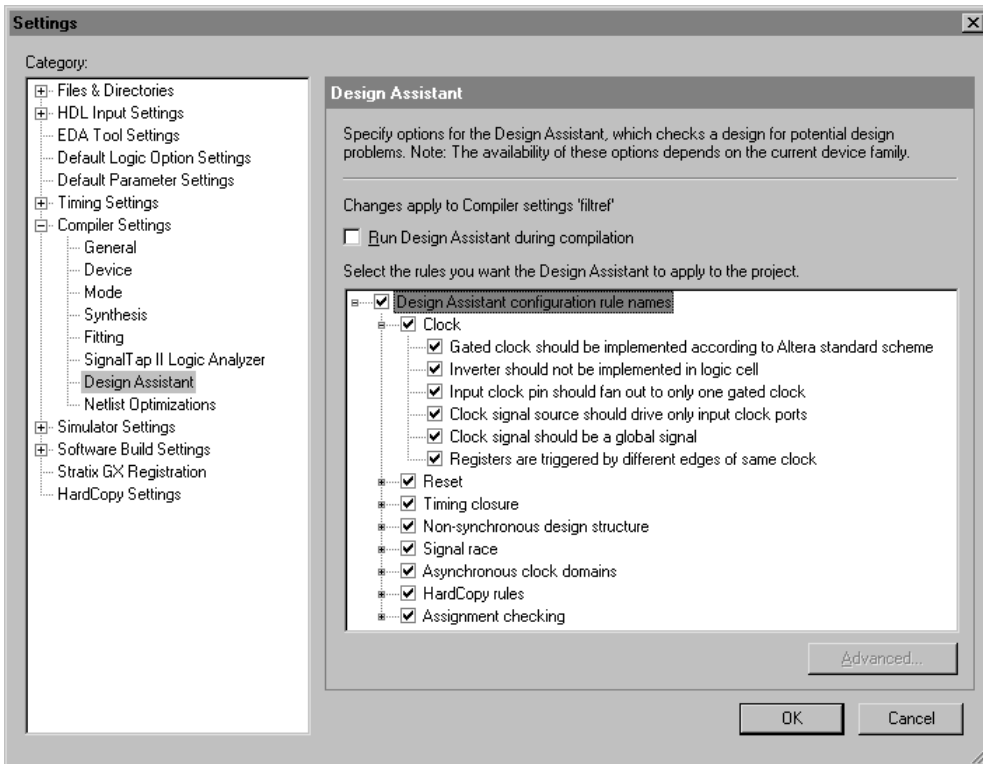 Settings
Category:
Files & Directories
HDL Input Settings
EDA Tool Settings
Default Logic Option Settings
Default Parameter Settings
Timing Settings
Compiler Settings
General
Device
Mode
Synthesis
Fitting
SignalTap II Logic Analyzer
Design Assistant
Netlist Optimizations
Simulator Settings
Software Build Settings
Stratix GX Registration
HardCopy Settings
Design Assistant
Specify options for the Design Assistant, which checks a design for potential design
problems. Note: The availability of these options depends on the current device family.
Changes apply to Compiler settings 'filtref'
Run Design Assistant during compilation
Select the rules you want the Design Assistant to apply to the project.
Design Assistant configuration rule names
Clock
Gated clock should be implemented according to Altera standard scheme
Inverter should not be implemented in logic cell
Input clock pin should fan out to only one gated clock
Clock signal source should drive only input clock ports
Clock signal should be a global signal
Registers are triggered by different edges of same clock
Reset
Timing closure
Non-synchronous design structure
Signal race
Asynchronous clock domains
HardCopy rules
Assignment checking
Advanced...
OK
Cancel